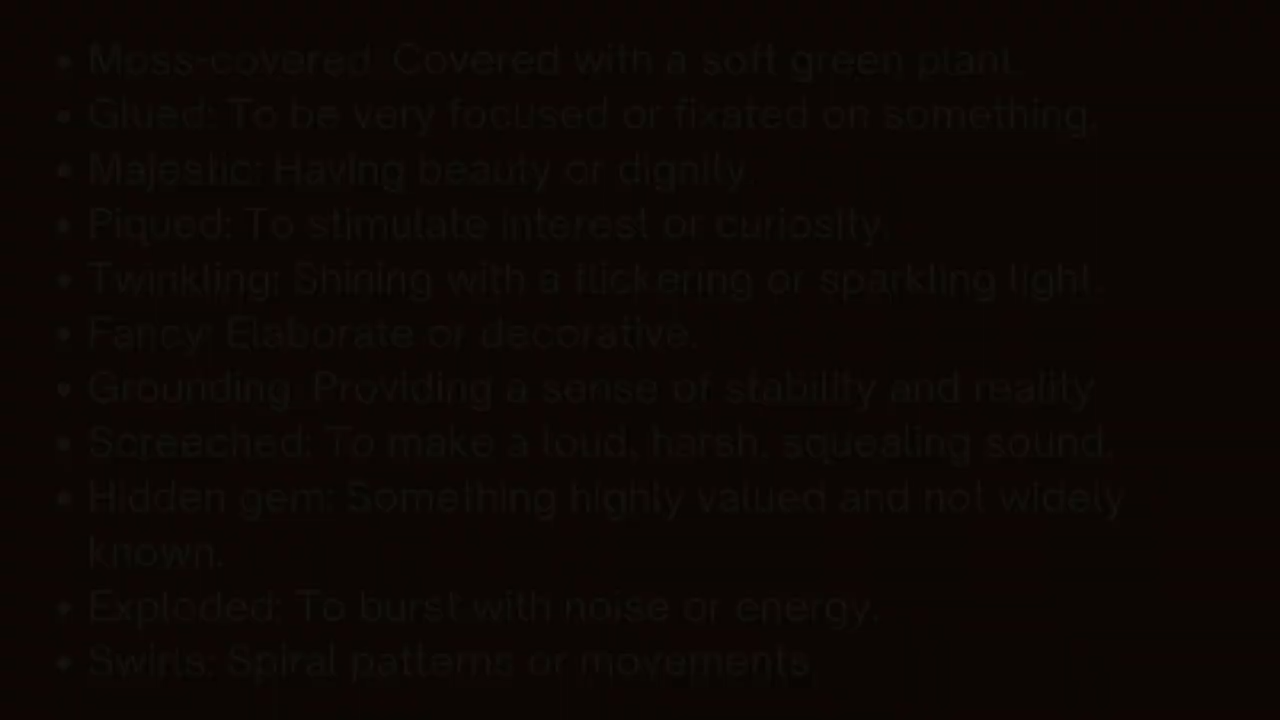 • Moss-covered: Covered with a soft green plant.
• Glued: To be very focused or fixated on something.
• Majestic: Having beauty or dignity.
• Piqued: To stimulate interest or curiosity.
• Twinkling: Shining with a flickering or sparkling light.
• Fancy: Elaborate or decorative.
• Grounding: Providing a sense of stability and reality
• Screeched: To make a loud, harsh, squealing sound.
• Hidden gem: Something highly valued and not widely
known.
• Exploded: To burst with noise or energy.
• Swirls: Spiral patterns or movements